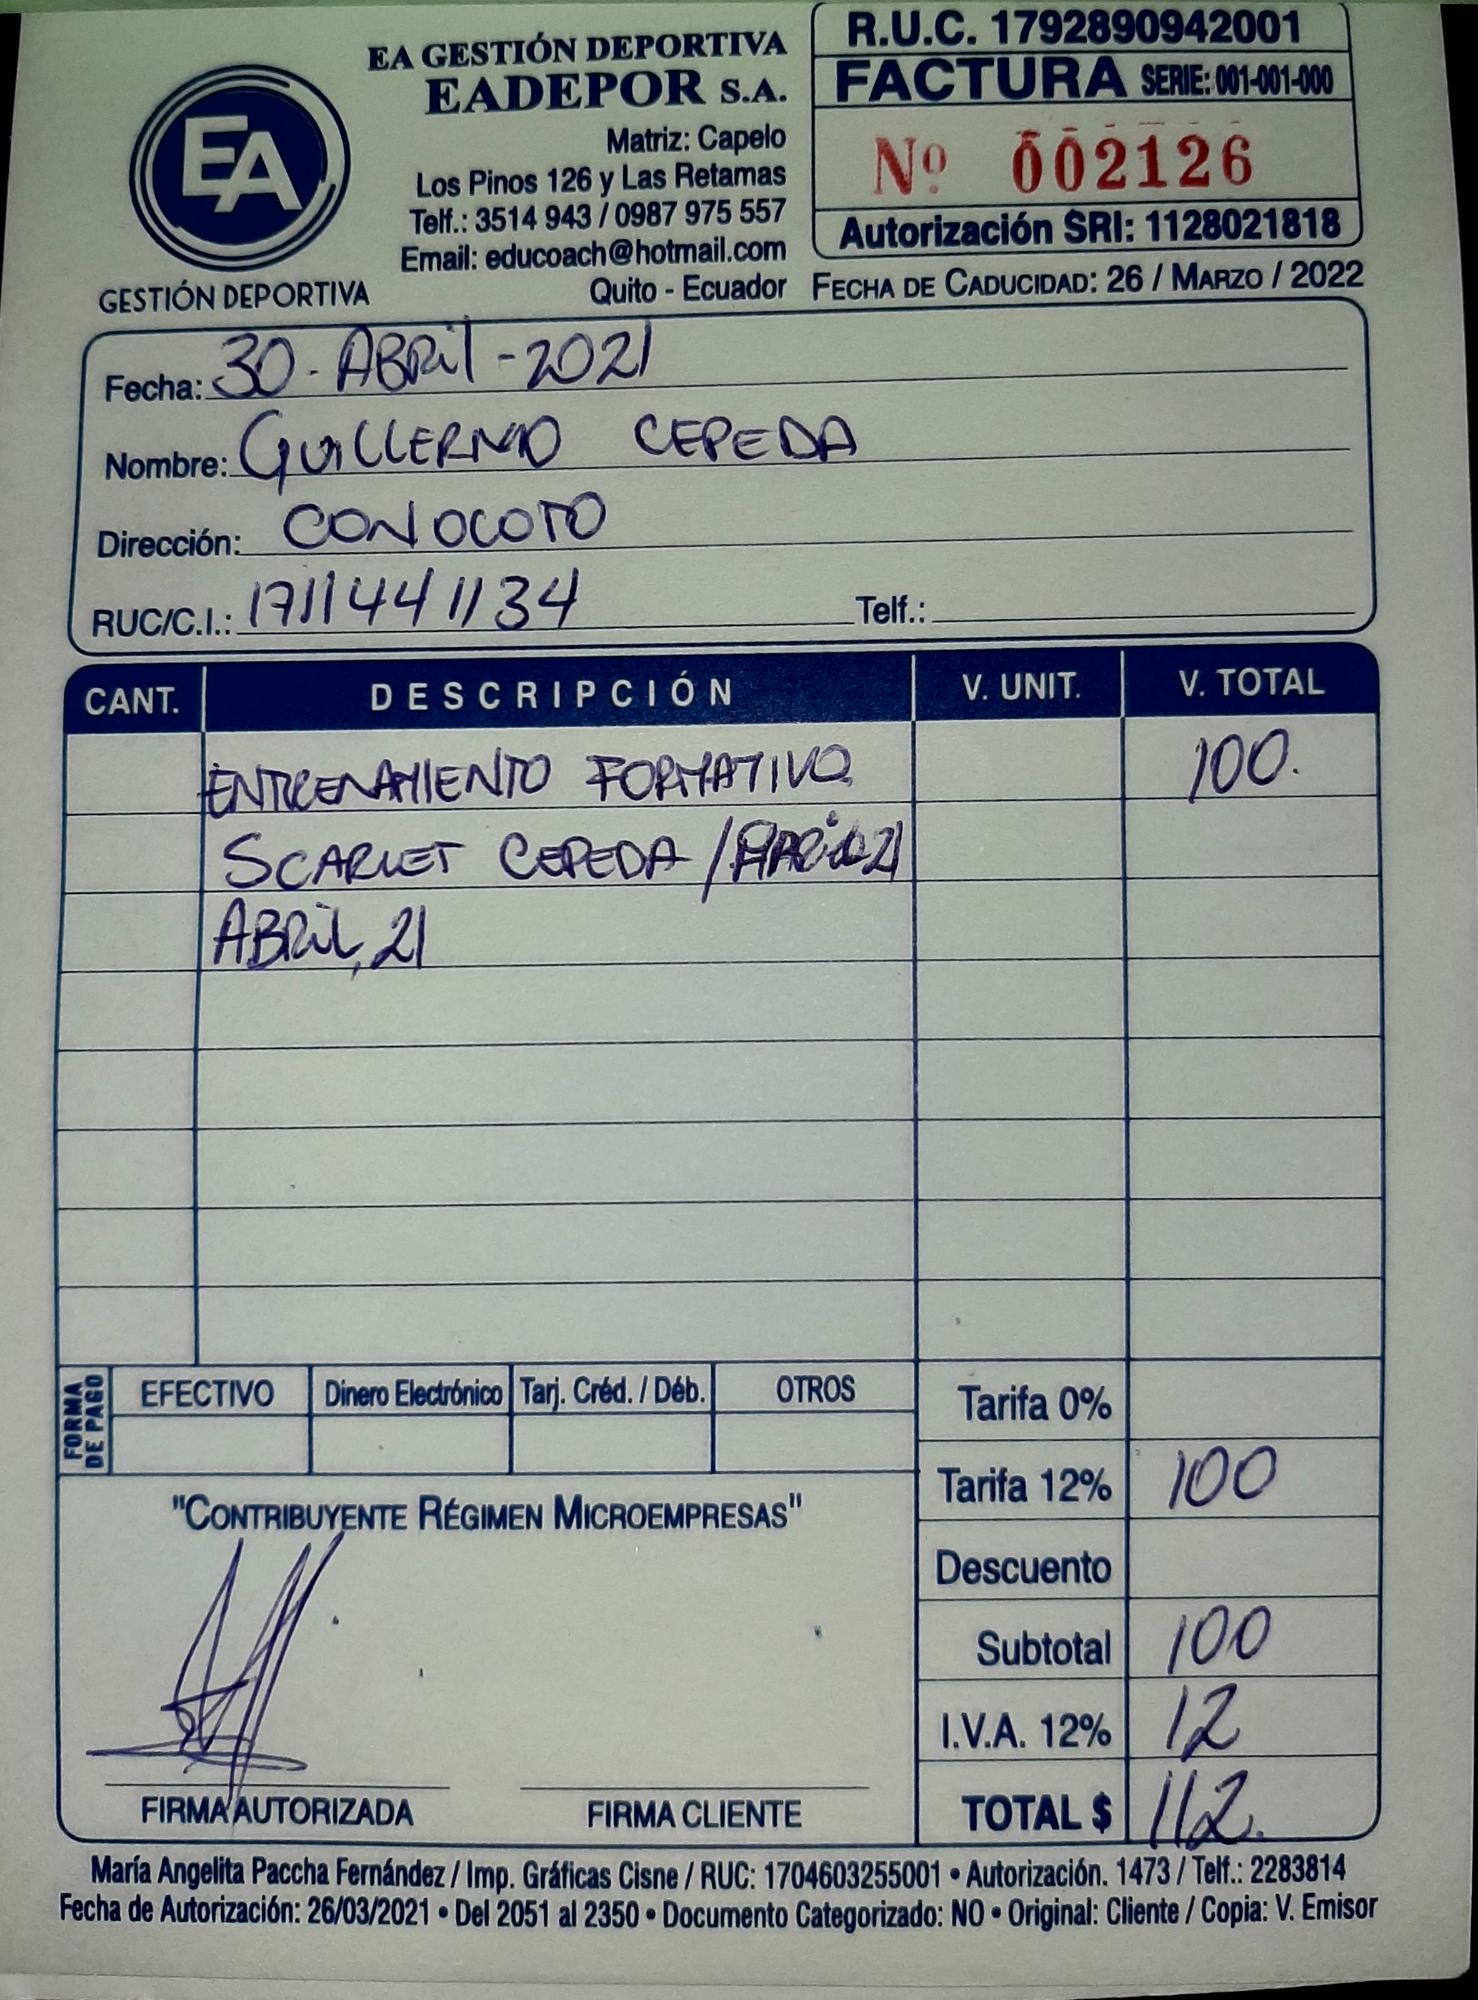 EA
GESTIÓN DEPORTIVA
EA GESTIÓN DEPORTIVA
EADEPOR S.A.
Matriz: Capelo
Los Pinos 126 y Las Retamas
Telf.: 3514 943 / 0987 975 557
Email: educoach@hotmail.com
Quito - Ecuador
R.U.C. 1792890942001
FACTURA SERIE: 001-001-000
Nº 002126
Autorización SRI: 1128021818
FECHA DE CADUCIDAD: 26 / MARZO / 2022
Fecha: 30 - ABRIL - 2021
Nombre: GUILLERMO CEPEDA
Dirección: CONOCOTO
RUC/C.I.: 1711441134 Telf.:
CANT. DESCRIPCIÓN V. UNIT. V. TOTAL
ENTRENAMIENTO FORMATIVO 100.
SCARLET CEPEDA /
ABRIL, 21
FORMA DE PAGO EFECTIVO Dinero Electrónico Tarj. Créd. / Déb. OTROS
Tarifa 0%
Tarifa 12% 100
Descuento
Subtotal 100
I.V.A. 12% 12
TOTAL $ 112.
"CONTRIBUYENTE RÉGIMEN MICROEMPRESAS"
FIRMA AUTORIZADA FIRMA CLIENTE
María Angelita Paccha Fernández / Imp. Gráficas Cisne / RUC: 1704603255001 • Autorización. 1473 / Telf.: 2283814
Fecha de Autorización: 26/03/2021 • Del 2051 al 2350 • Documento Categorizado: NO • Original: Cliente / Copia: V. Emisor